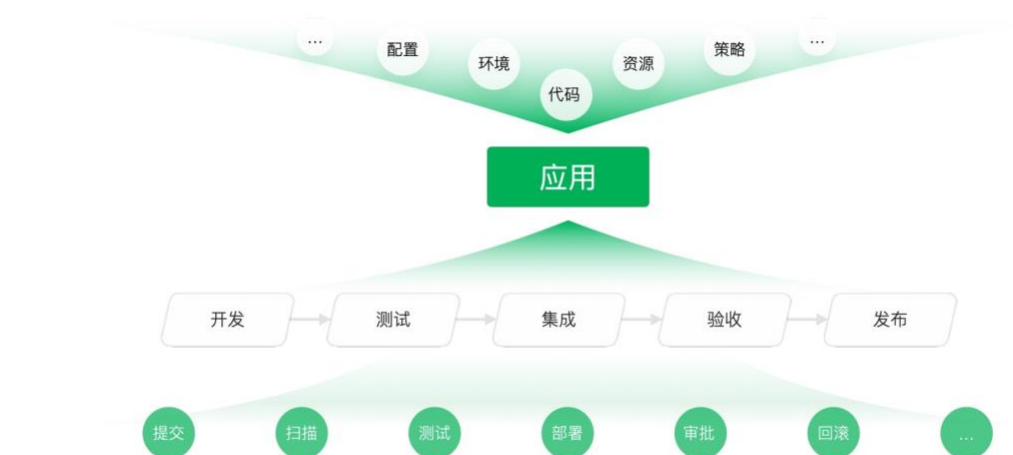 ... 配置 环境 代码 资源 策略 ...
应用
开发 测试 集成 验收 发布
提交 扫描 测试 部署 审批 回滚 ...